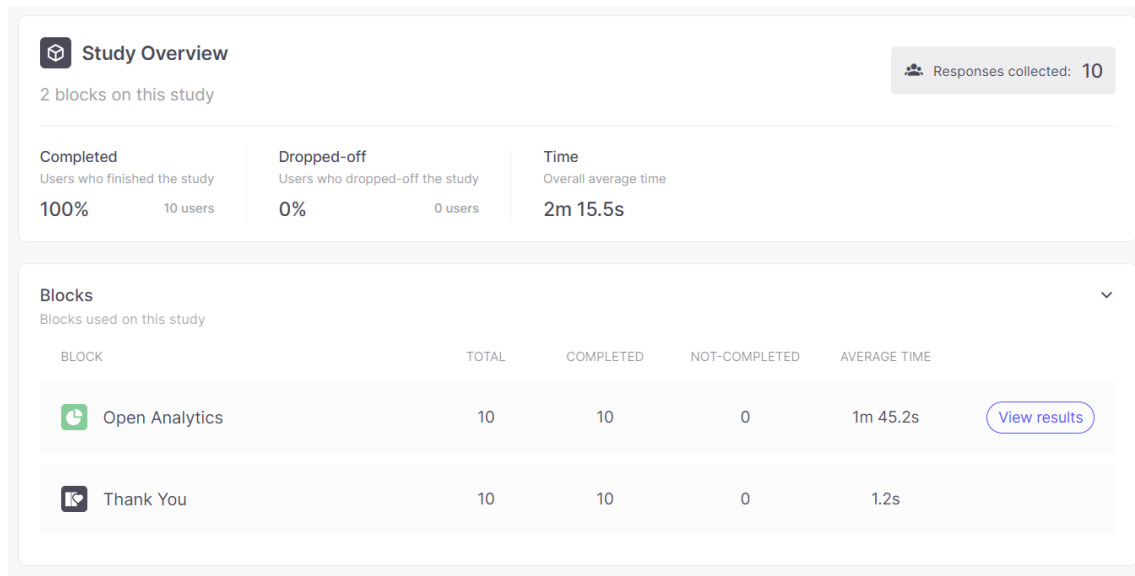 Study Overview
Responses collected: 10
2 blocks on this study
Completed Dropped-off Time
Users who finished the study Users who dropped-off the study Overall average time
100% 10 users 0% 0 users 2m 15.5s
Blocks
Blocks used on this study
BLOCK TOTAL COMPLETED NOT-COMPLETED AVERAGE TIME
Open Analytics 10 10 0 1m 45.2s View results
Thank You 10 10 0 1.2s